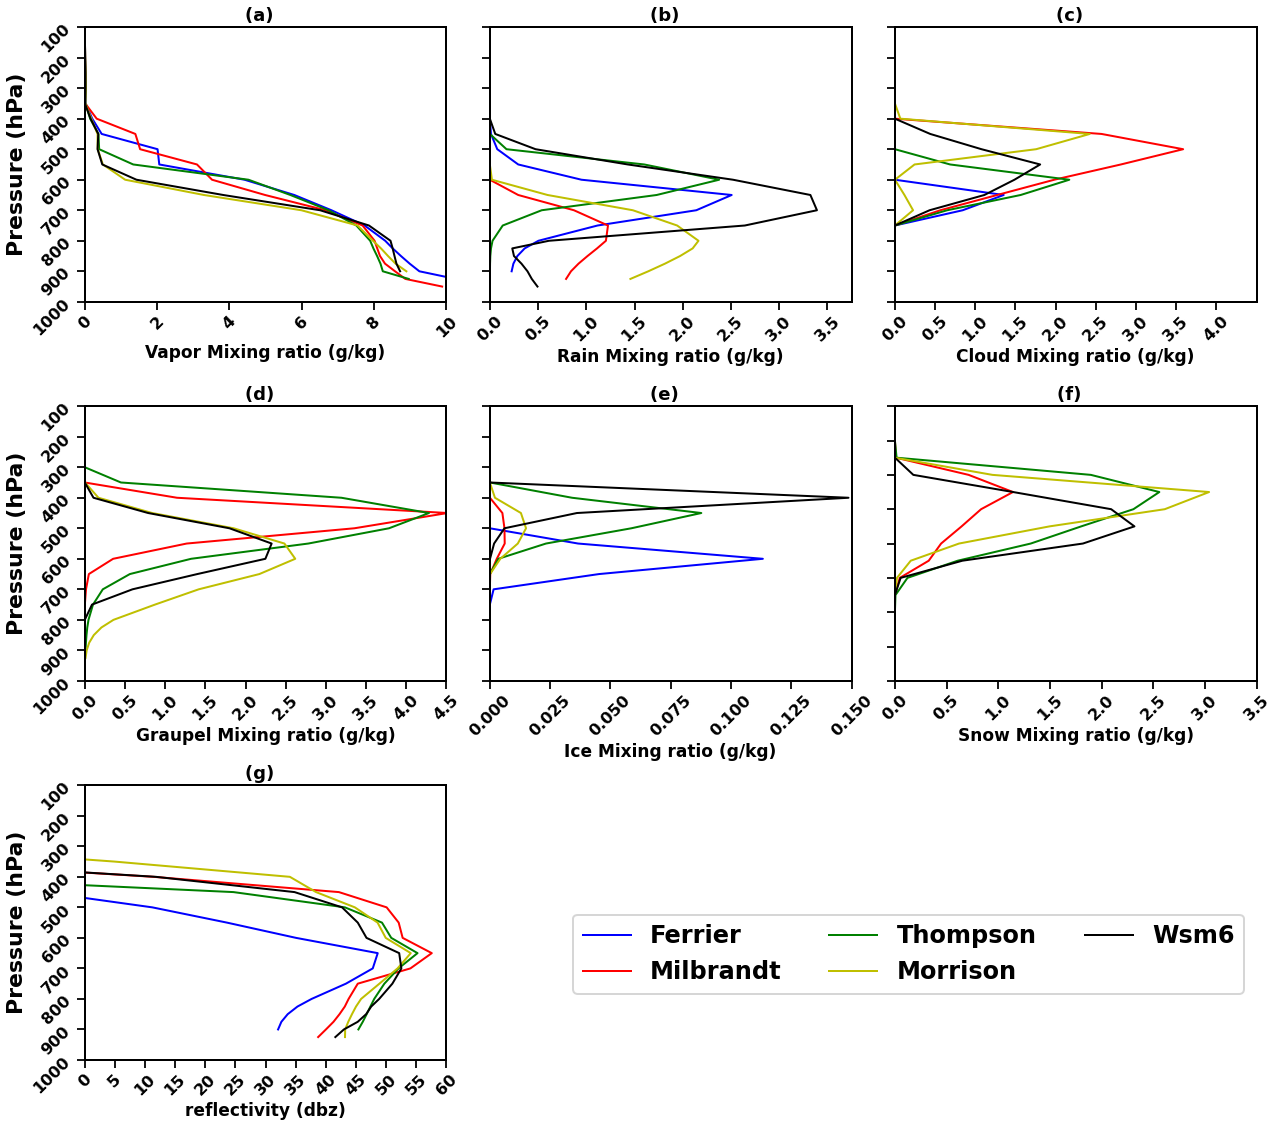 (a)
(b)
(c)
Pressure (hPa)
100
200
300
400
500
600
700
800
900
1000
0 2 4 6 8 10
Vapor Mixing ratio (g/kg)
0.0 0.5 1.0 1.5 2.0 2.5 3.0 3.5
Rain Mixing ratio (g/kg)
0.0 0.5 1.0 1.5 2.0 2.5 3.0 3.5 4.0
Cloud Mixing ratio (g/kg)
(d)
(e)
(f)
Pressure (hPa)
100
200
300
400
500
600
700
800
900
1000
0.0 0.5 1.0 1.5 2.0 2.5 3.0 3.5 4.0 4.5
Graupel Mixing ratio (g/kg)
0.000 0.025 0.050 0.075 0.100 0.125 0.150
Ice Mixing ratio (g/kg)
0.0 0.5 1.0 1.5 2.0 2.5 3.0 3.5
Snow Mixing ratio (g/kg)
(g)
Pressure (hPa)
100
200
300
400
500
600
700
800
900
1000
0 5 10 15 20 25 30 35 40 45 50 55 60
reflectivity (dbz)
Ferrier Thompson Wsm6
Milbrandt Morrison